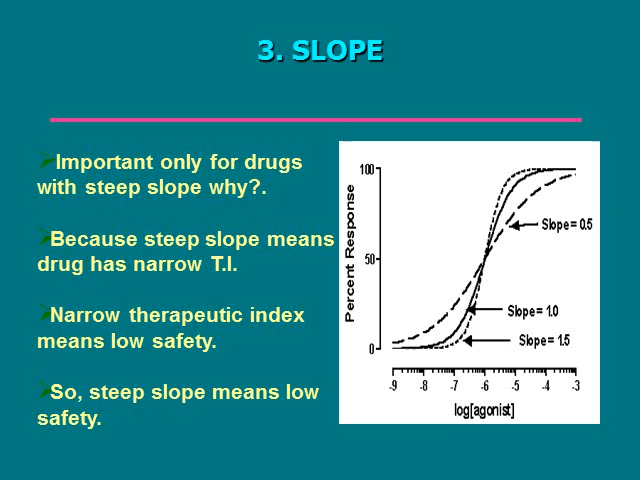 3. SLOPE
Important only for drugs
with steep slope why?.
Because steep slope means
drug has narrow T.I.
Narrow therapeutic index
means low safety.
So, steep slope means low
safety.
Percent Response
100
50
0
Slope = 0.5
Slope = 1.0
Slope = 1.5
-9 -8 -7 -6 -5 -4 -3
log[agonist]